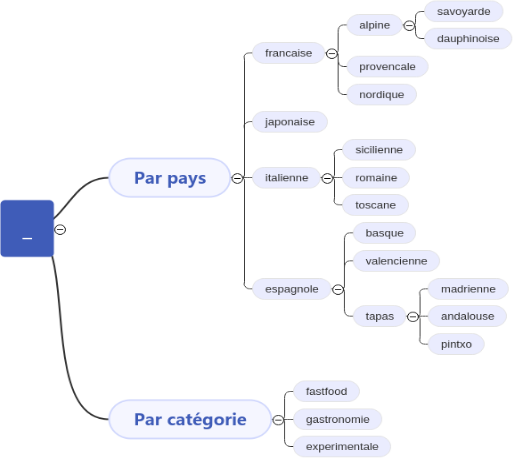 _
Par pays
francaise
alpine
savoyarde
dauphinoise
provencale
nordique
japonaise
italienne
sicilienne
romaine
toscane
espagnole
basque
valencienne
tapas
madrienne
andalouse
pintxo
Par catégorie
fastfood
gastronomie
experimentale